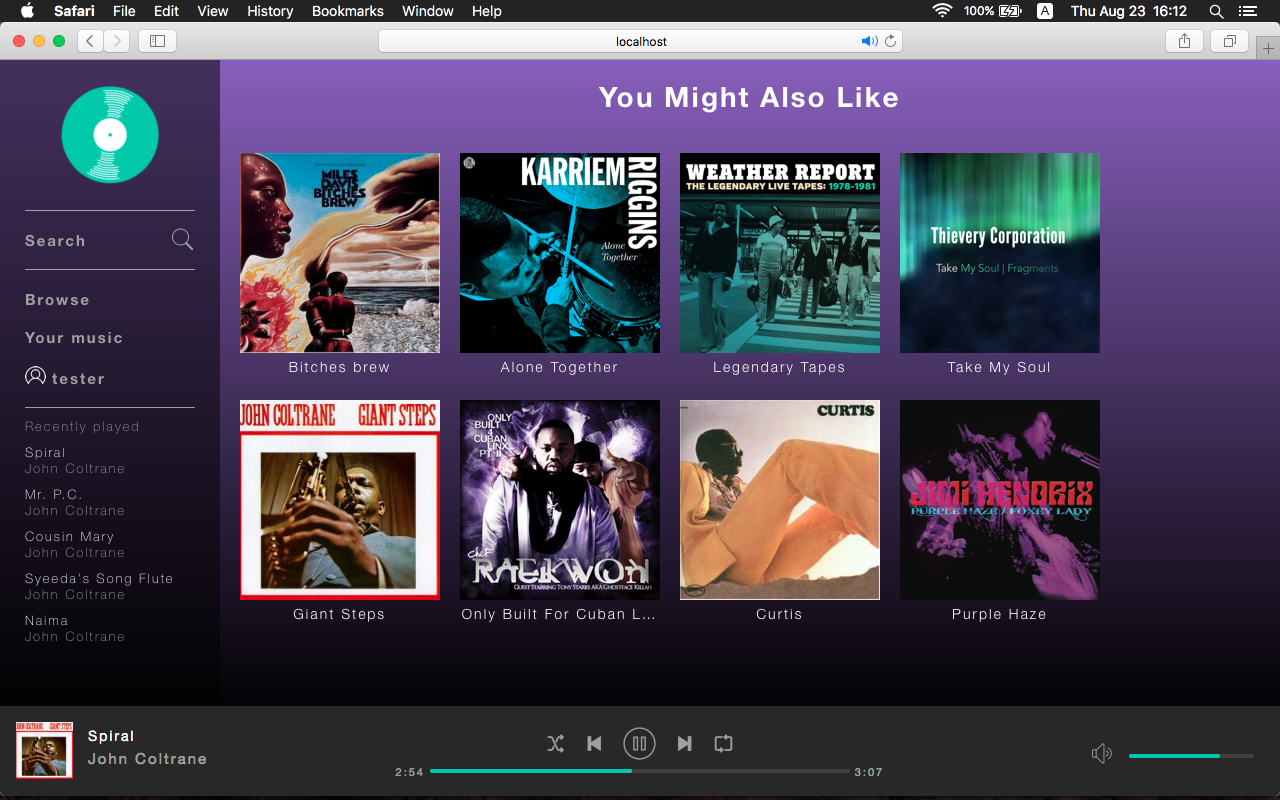 Safari File Edit View History Bookmarks Window Help 100% A Thu Aug 23 16:12
localhost
You Might Also Like
Search
Browse
Your music
tester
Recently played
Spiral
John Coltrane
Mr. P.C.
John Coltrane
Cousin Mary
John Coltrane
Syeeda's Song Flute
John Coltrane
Naima
John Coltrane
MILES
DAVIS
BITCHES
BREW
Bitches brew
KARRIEM
RIGGINS
Alone
Together
Alone Together
WEATHER REPORT
THE LEGENDARY LIVE TAPES: 1978-1981
Legendary Tapes
Thievery Corporation
Take My Soul | Fragments
Take My Soul
JOHN COLTRANE GIANT STEPS
Giant Steps
ONLY
BUILT
4
CUBAN
LINX
PT II
CHEF
RAEKWON
GUEST STARRING TONY STARKS AKA GHOSTFACE KILLAH
Only Built For Cuban L...
CURTIS
Curtis
JIMI HENDRIX
PURPLE HAZE / FOXEY LADY
Purple Haze
JOHN COLTRANE GIANT STEPS
Spiral
John Coltrane
2:54 3:07